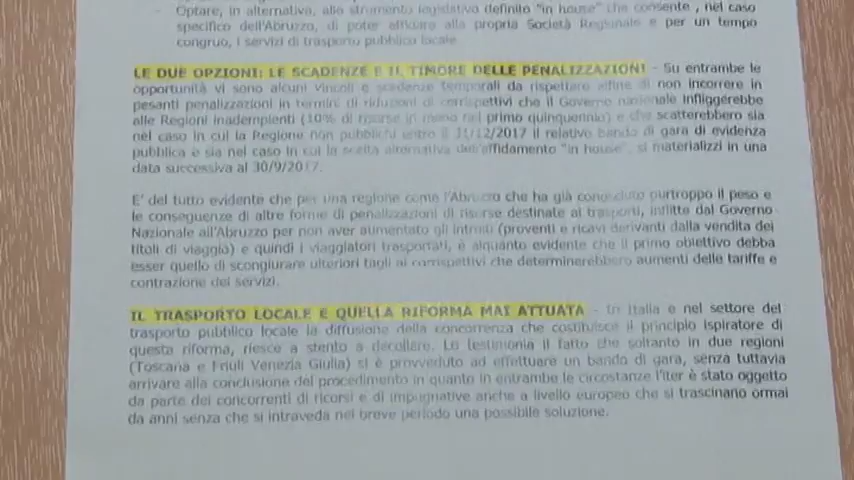 - Optare, in alternativa, allo strumento legislativo definito "in house" che consente , nel caso
specifico dell'Abruzzo, di poter affidare alla propria Società Regionale e per un tempo
congruo, i servizi di trasporto pubblico locale
LE DUE OPZIONI: LE SCADENZE E IL TIMORE DELLE PENALIZZAZIONI - Su entrambe le
opportunità vi sono alcuni vincoli e scadenze temporali da rispettare affine di non incorrere in
pesanti penalizzazioni in termini di riduzioni di corrispettivi che il Governo nazionale infliggerebbe
alle Regioni inadempienti (10% di risorse in meno nel primo quinquennio) e che scatterebbero sia
nel caso in cui la Regione non pubblichi entro il 31/12/2017 il relativo bando di gara di evidenza
pubblica e sia nel caso in cui la scelta alternativa dell'affidamento "in house", si materializzi in una
data successiva al 30/9/2017.
E' del tutto evidente che per una regione come l'Abruzzo che ha già conosciuto purtroppo il peso e
le conseguenze di altre forme di penalizzazioni di risorse destinate ai trasporti, inflitte dal Governo
Nazionale all'Abruzzo per non aver aumentato gli introiti (proventi e ricavi derivanti dalla vendita dei
titoli di viaggio) e quindi i viaggiatori trasportati, è alquanto evidente che il primo obiettivo debba
esser quello di scongiurare ulteriori tagli ai corrispettivi che determinerebbero aumenti delle tariffe e
contrazione dei servizi.
IL TRASPORTO LOCALE E QUELLA RIFORMA MAI ATTUATA - In Italia e nel settore del
trasporto pubblico locale la diffusione della concorrenza che costituisce il principio ispiratore di
questa riforma, riesce a stento a decollare. Lo testimonia il fatto che soltanto in due regioni
(Toscana e Friuli Venezia Giulia) si è provveduto ad effettuare un bando di gara, senza tuttavia
arrivare alla conclusione del procedimento in quanto in entrambe le circostanze l'iter è stato oggetto
da parte dei concorrenti di ricorsi e di impugnative anche a livello europeo che si trascinano ormai
da anni senza che si intraveda nel breve periodo una possibile soluzione.